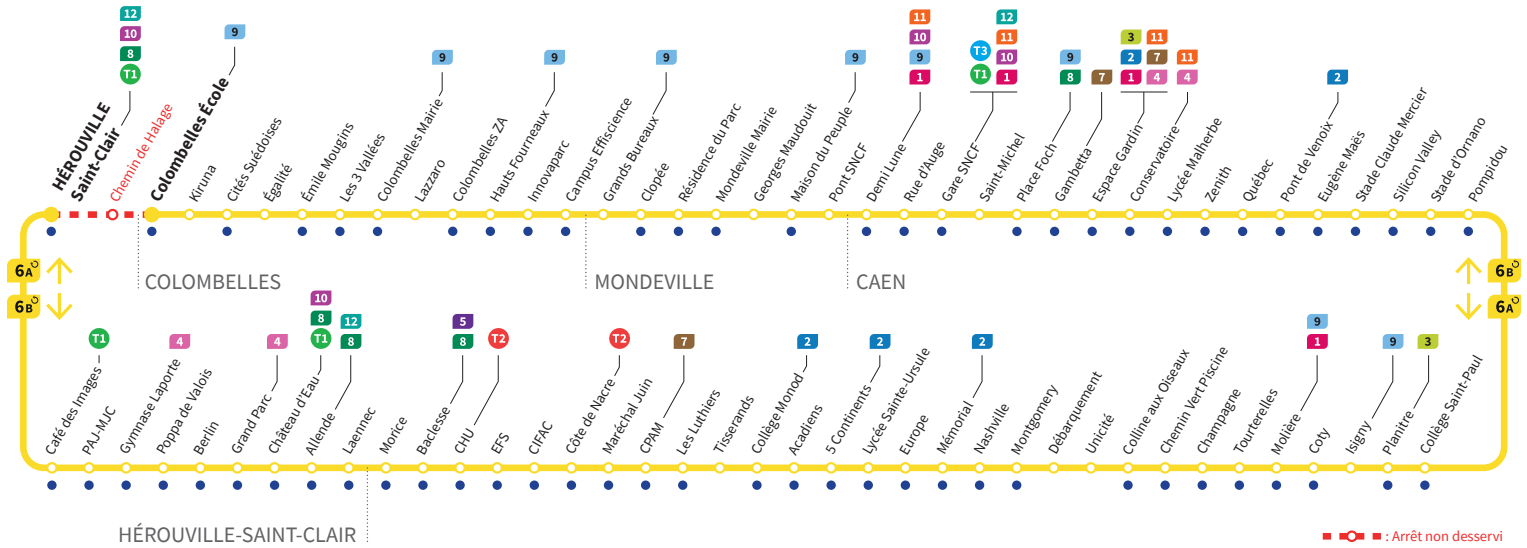 12
10
8
T1
9
9
9
9
9
11
10
9
1
12
11
10
1
T3
T1
9
8
7
3
2
1
11
7
4
11
4
2
HÉROUVILLE
Saint-Clair
Chemin de Halage
Colombelles École
Kiruna
Cités Suédoises
Égalité
Émile Mougins
Les 3 Vallées
Colombelles Mairie
Lazzaro
Colombelles ZA
Hauts Fourneaux
Innovaparc
Campus Effiscience
Grands Bureaux
Clopée
Résidence du Parc
Mondeville Mairie
Georges Maudouit
Maison du Peuple
Pont SNCF
Demi Lune
Rue d'Auge
Gare SNCF
Saint-Michel
Place Foch
Gambetta
Espace Gardin
Conservatoire
Lycée Malherbe
Zenith
Québec
Pont de Venoix
Eugène Maës
Stade Claude Mercier
Silicon Valley
Stade d'Ornano
Pompidou
COLOMBELLES
MONDEVILLE
CAEN
6A
6B
6B
6A
T1
4
4
10
8
T1
12
8
5
8
T2
T2
7
2
2
2
9
1
9
3
Café des Images
PAJ-MJC
Gymnase Laporte
Poppa de Valois
Berlin
Grand Parc
Château d'Eau
Allende
Laennec
Morice
Baclesse
CHU
EFS
CIFAC
Côte de Nacre
Maréchal Juin
CPAM
Les Luthiers
Tisserands
Collège Monod
Acadiens
5 Continents
Lycée Sainte-Ursule
Europe
Mémorial
Nashville
Montgomery
Débarquement
Unicité
Colline aux Oiseaux
Chemin Vert Piscine
Champagne
Tourterelles
Molière
Coty
Isigny
Planitre
Collège Saint-Paul
HÉROUVILLE-SAINT-CLAIR
: Arrêt non desservi